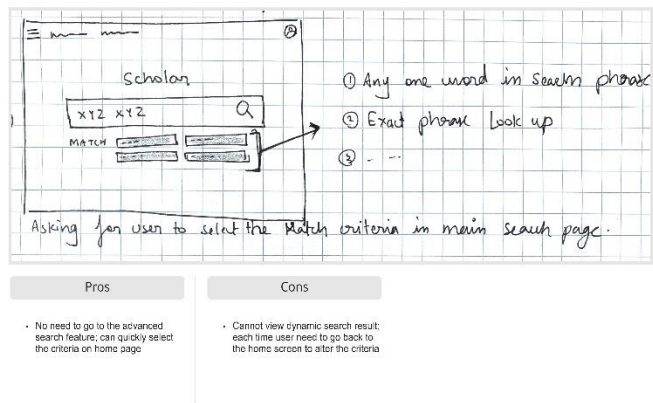 Scholar
XYZ XYZ
MATCH
① Any one word in Search phrase
② Exact phrase Look up
③ - --
Asking for user to select the Match criteria in main search page.
Pros
• No need to go to the advanced
search feature; can quickly select
the criteria on home page
Cons
• Cannot view dynamic search result;
each time user need to go back to
the home screen to alter the criteria